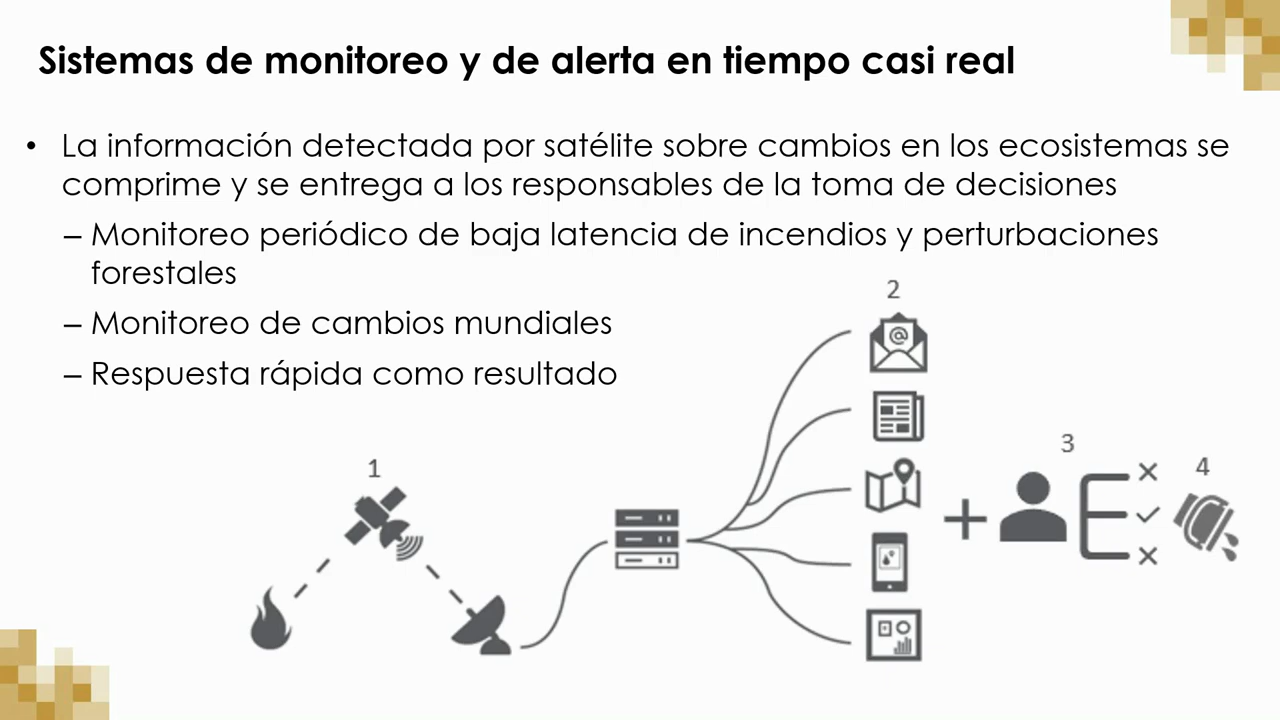 Sistemas de monitoreo y de alerta en tiempo casi real
• La información detectada por satélite sobre cambios en los ecosistemas se
comprime y se entrega a los responsables de la toma de decisiones
– Monitoreo periódico de baja latencia de incendios y perturbaciones
forestales
– Monitoreo de cambios mundiales
– Respuesta rápida como resultado
1
2
@
3
4